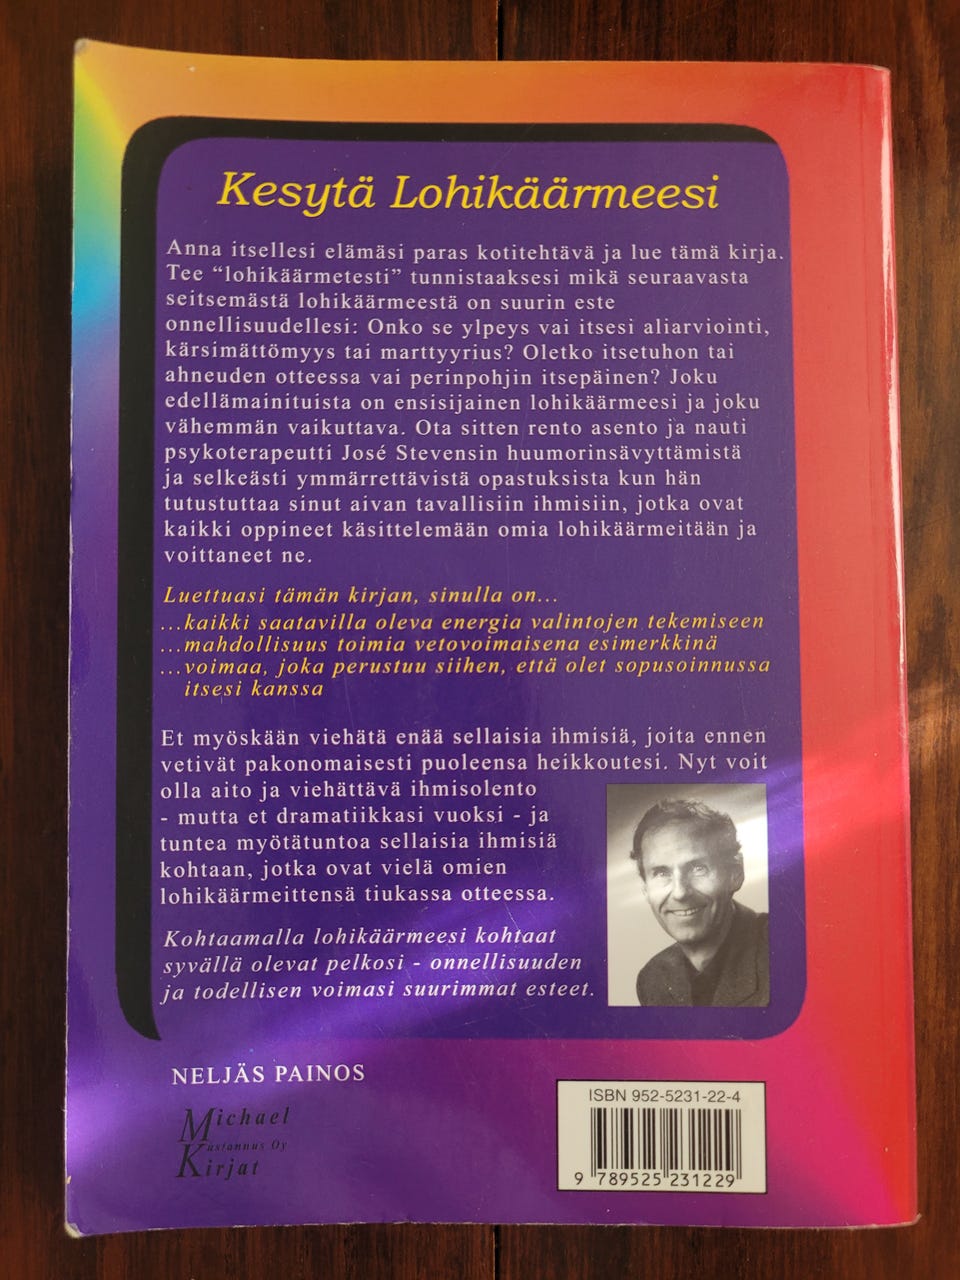 Kesytä Lohikäärmeesi
Anna itsellesi elämäsi paras kotitehtävä ja lue tämä kirja.
Tee “lohikäärmetesti” tunnistaaksesi mikä seuraavasta
seitsemästä lohikäärmeestä on suurin este
onnellisuudellesi: Onko se ylpeys vai itsesi aliarviointi,
kärsimättömyys tai marttyyrius? Oletko itsetuhon tai
ahneuden otteessa vai perinpohjin itsepäinen? Joku
edellämainituista on ensisijainen lohikäärmeesi ja joku
vähemmän vaikuttava. Ota sitten rento asento ja nauti
psykoterapeutti José Stevensin huumorinsävyttämistä
ja selkeästi ymmärrettävistä opastuksista kun hän
tutustuttaa sinut aivan tavallisiin ihmisiin, jotka ovat
kaikki oppineet käsittelemään omia lohikäärmeitään ja
voittaneet ne.
Luettuasi tämän kirjan, sinulla on...
...kaikki saatavilla oleva energia valintojen tekemiseen
...mahdollisuus toimia vetovoimaisena esimerkkinä
...voimaa, joka perustuu siihen, että olet sopusoinnussa
itsesi kanssa
Et myöskään viehätä enää sellaisia ihmisiä, joita ennen
vetivät pakonomaisesti puoleensa heikkoutesi. Nyt voit
olla aito ja viehättävä ihmisolento
- mutta et dramatiikkasi vuoksi - ja
tuntea myötätuntoa sellaisia ihmisiä
kohtaan, jotka ovat vielä omien
lohikäärmeittensä tiukassa otteessa.
Kohtaamalla lohikäärmeesi kohtaat
syvällä olevat pelkosi - onnellisuuden
ja todellisen voimasi suurimmat esteet.
NELJÄS PAINOS
Michael
Kustannus Oy
Kirjat
ISBN 952-5231-22-4
9 789525 231229